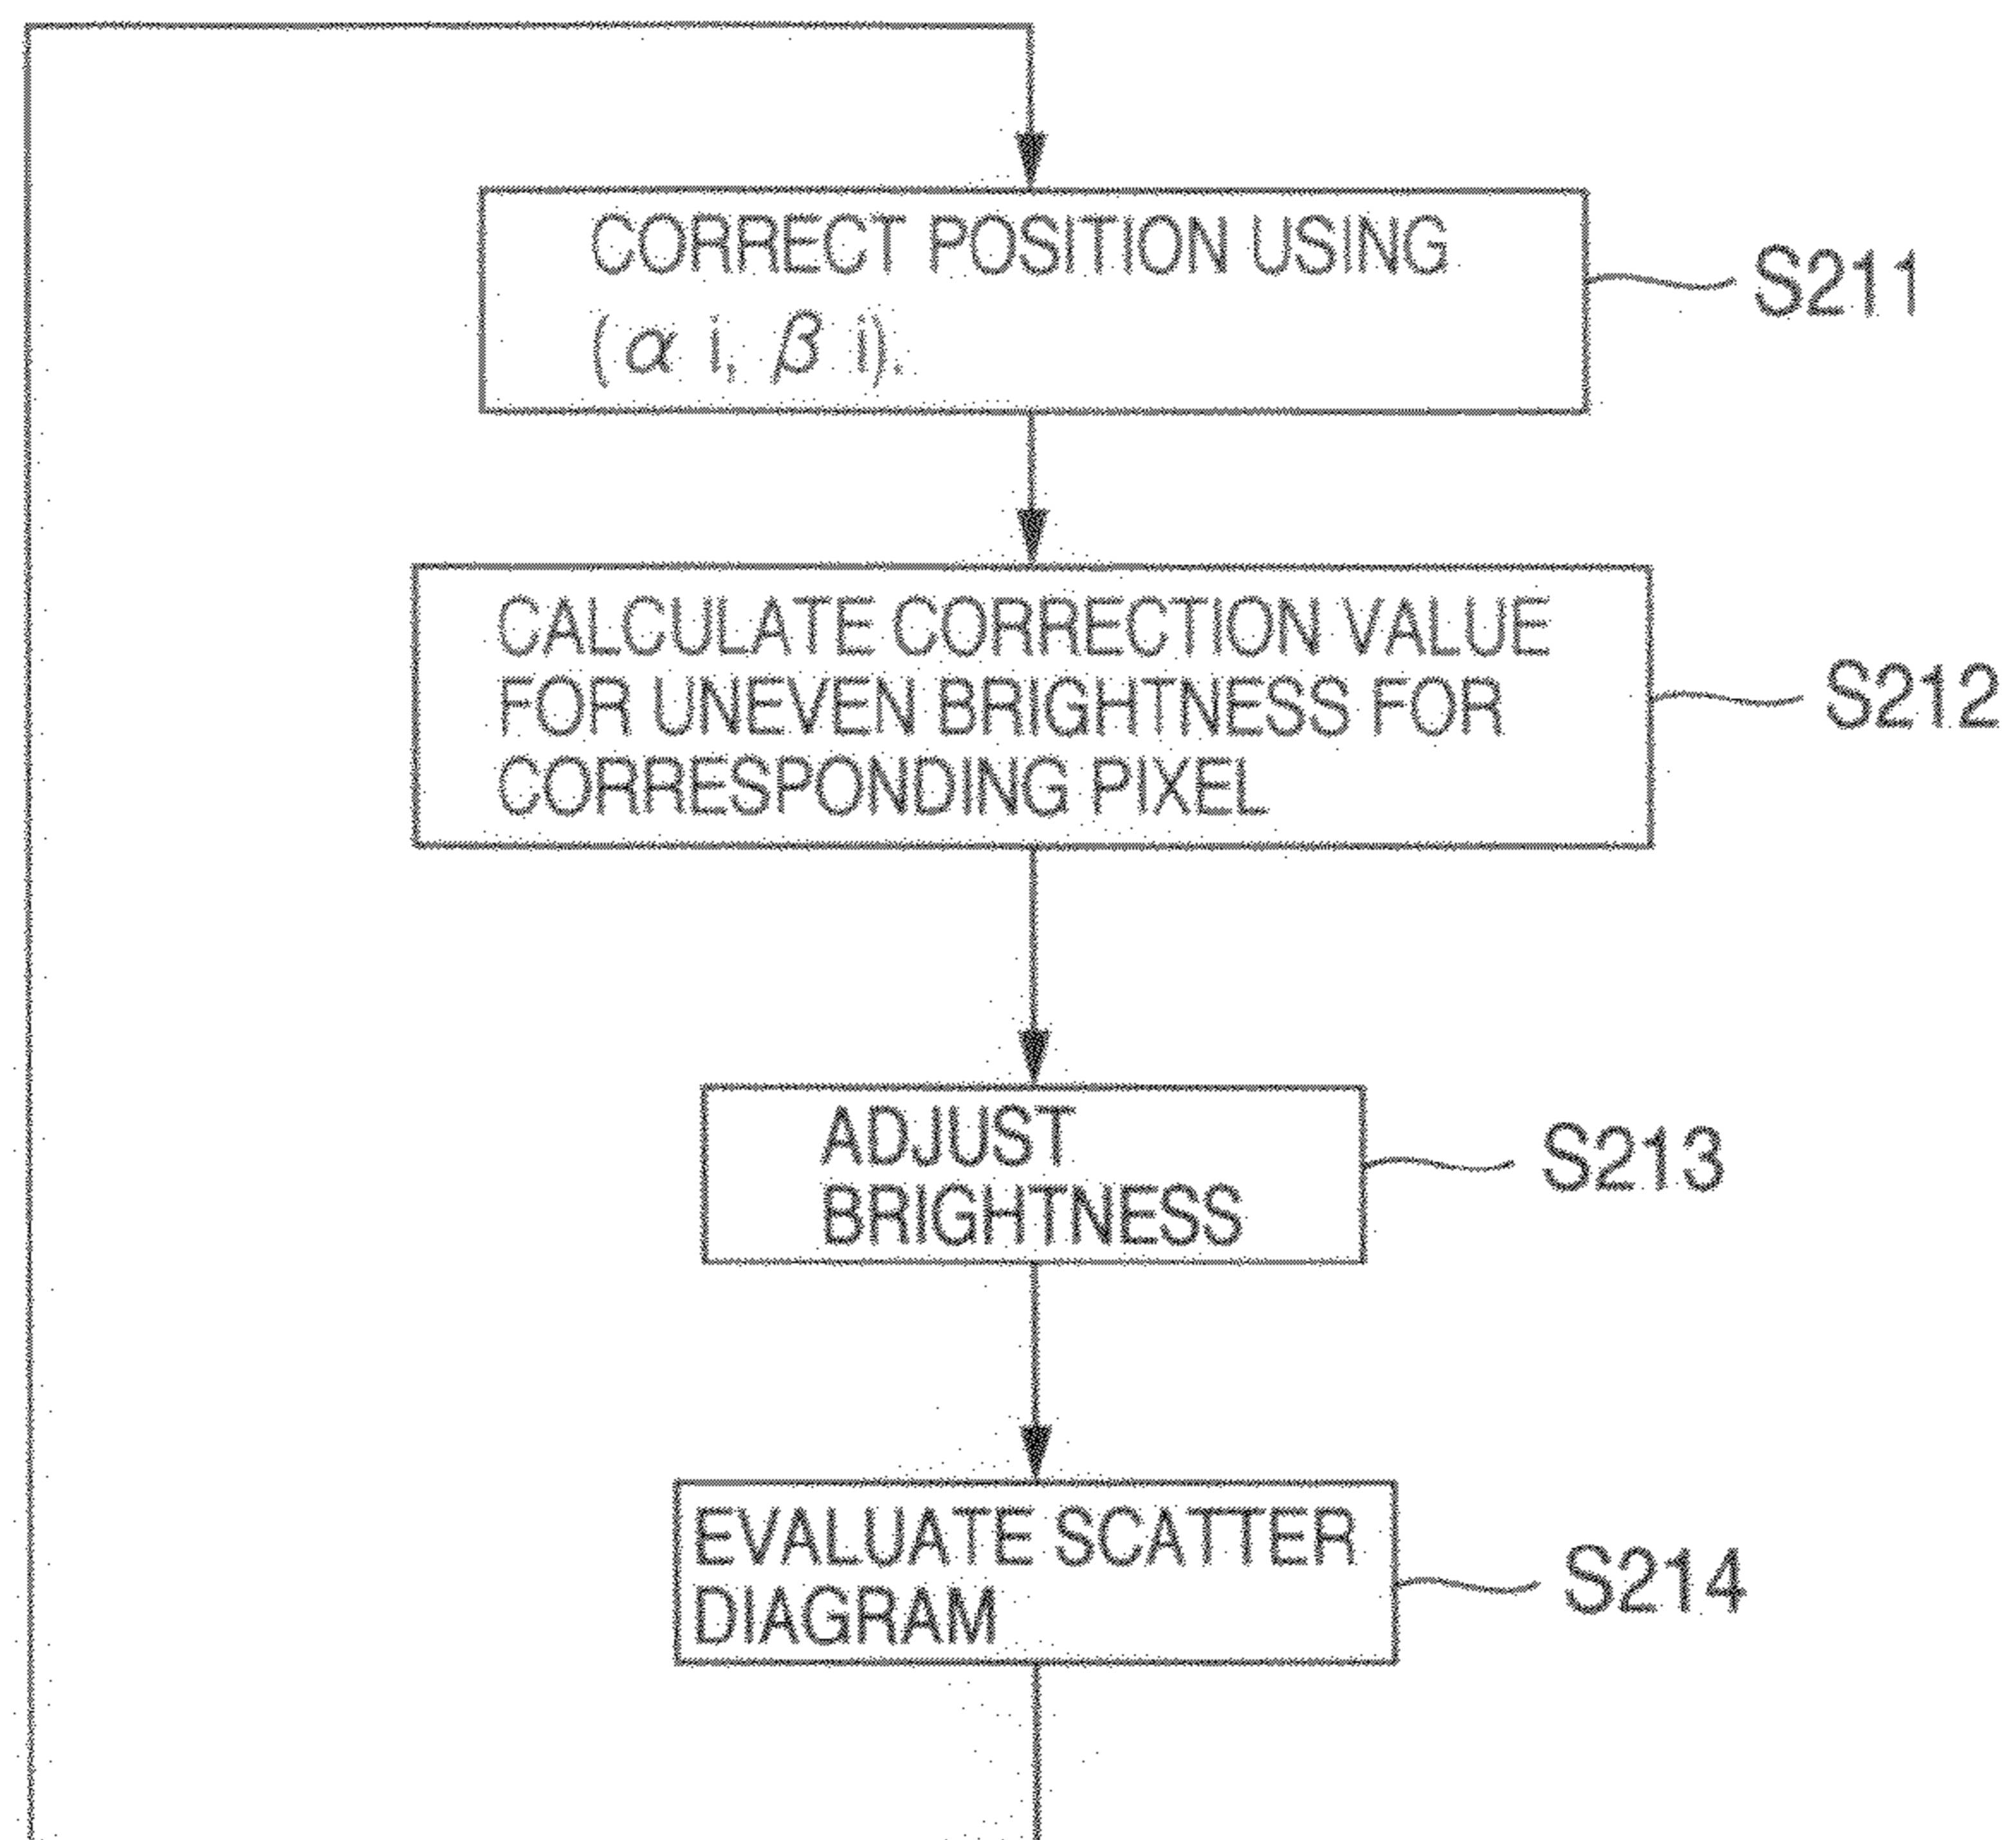 CORRECT POSITION USING
(α i, β i).
S211
CALCULATE CORRECTION VALUE
FOR UNEVEN BRIGHTNESS FOR
CORRESPONDING PIXEL
S212
ADJUST
BRIGHTNESS
S213
EVALUATE SCATTER
DIAGRAM
S214